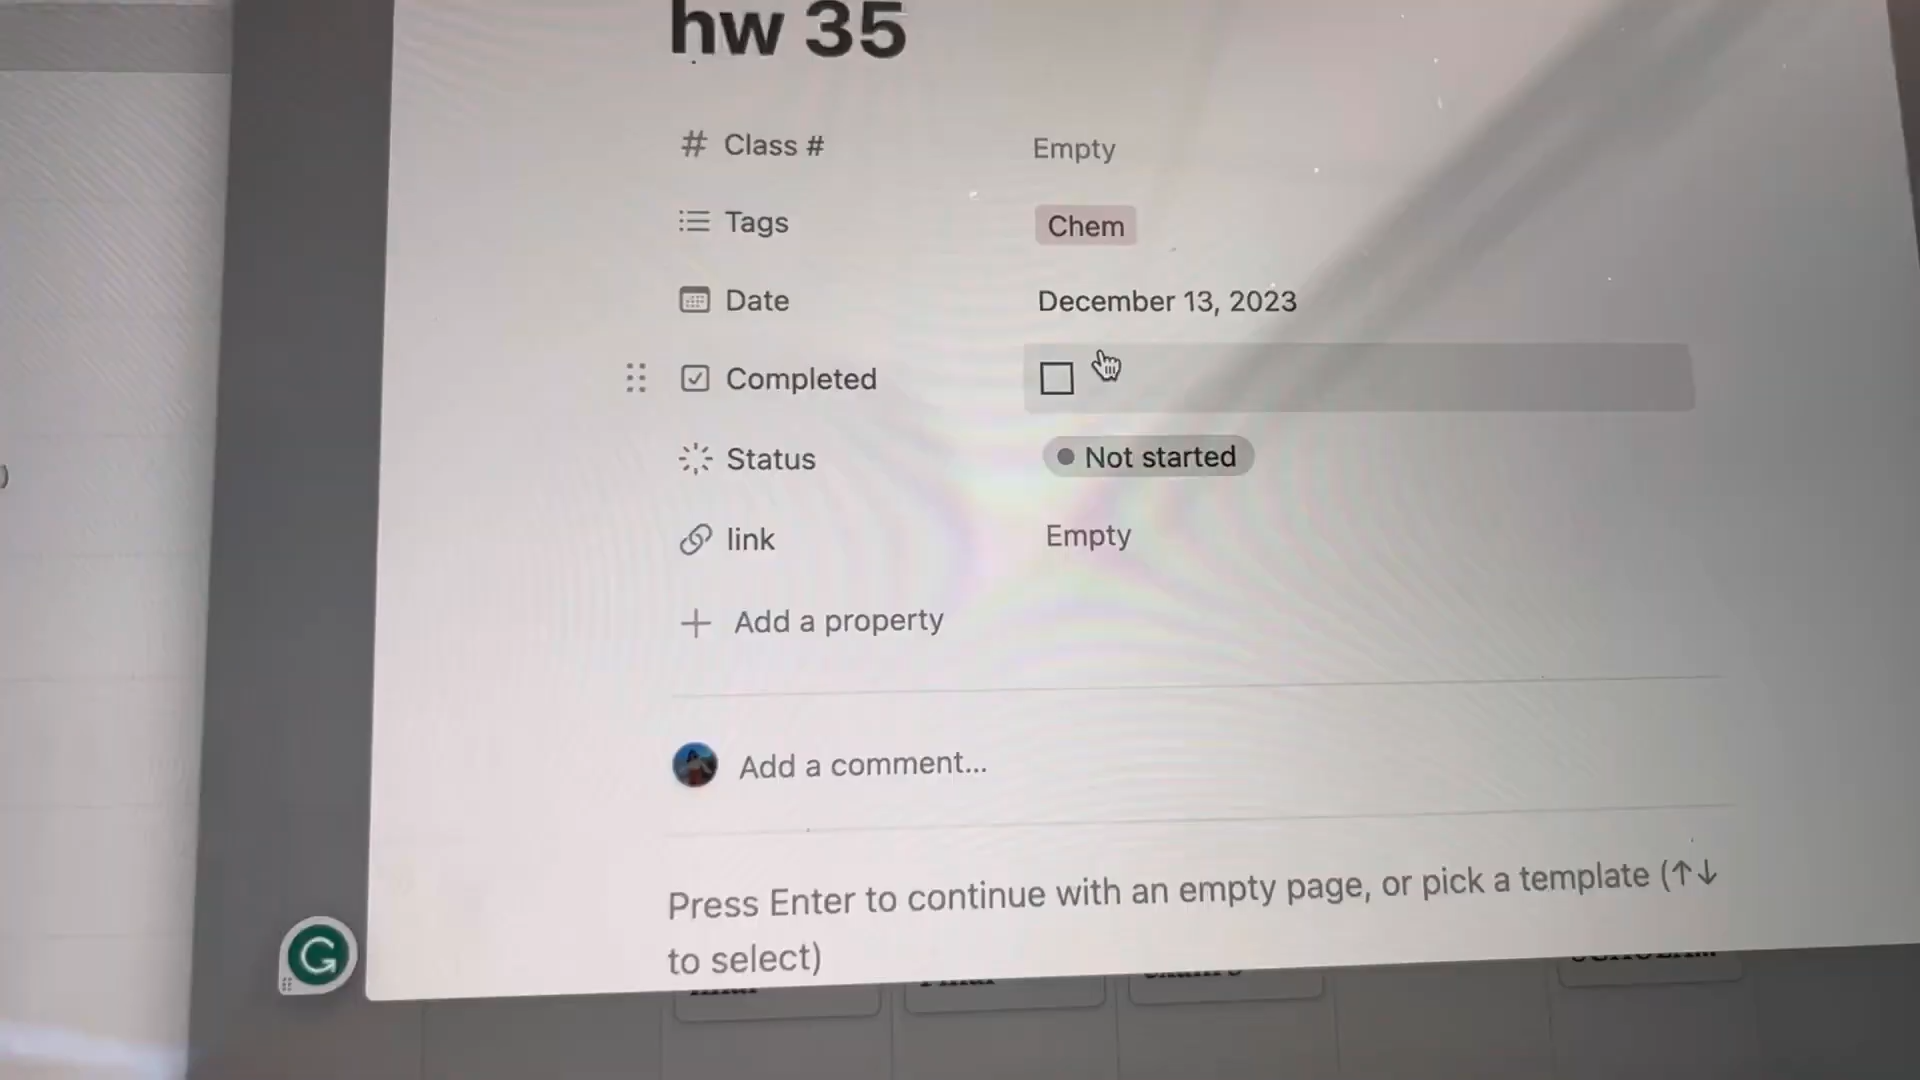 hw 35
Class # Empty
Tags Chem
Date December 13, 2023
Completed
Status Not started
link Empty
Add a property
Add a comment...
Press Enter to continue with an empty page, or pick a template (↑↓
to select)